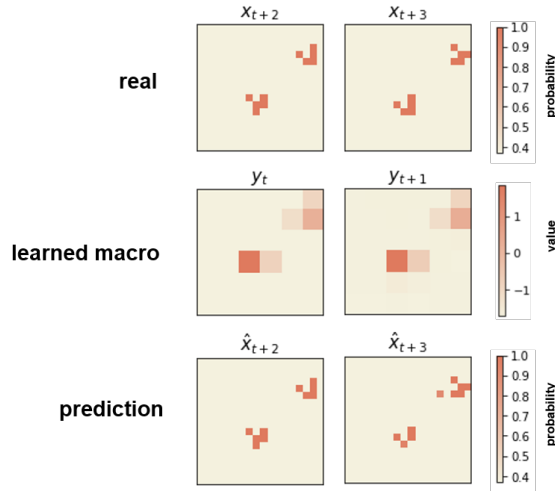 x_{t+2} x_{t+3}
real
1.0
0.9
0.8
0.7
0.6
0.5
0.4
probability
y_t y_{t+1}
learned macro
1
0
−1
value
x̂_{t+2} x̂_{t+3}
prediction
1.0
0.9
0.8
0.7
0.6
0.5
0.4
probability